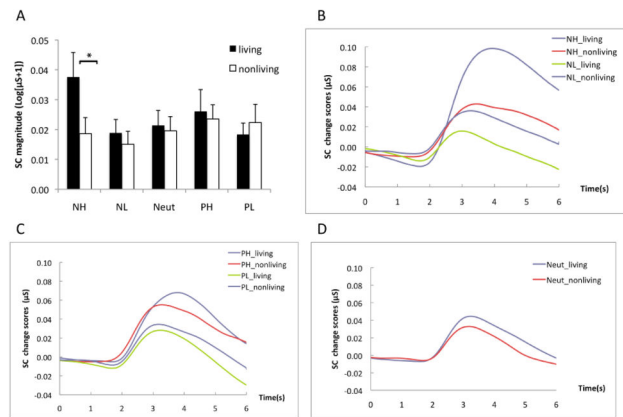 A
SC magnitude (Log[µS+1])
0.05
0.04
0.03
0.02
0.01
0.00
*
living
nonliving
NH NL Neut PH PL
B
SC change scores (µS)
0.10
0.08
0.06
0.04
0.02
0.00
-0.02
-0.04
NH_living
NH_nonliving
NL_living
NL_nonliving
Time(s)
0 1 2 3 4 5 6
C
SC change scores (µS)
0.10
0.08
0.06
0.04
0.02
0.00
-0.02
-0.04
PH_living
PH_nonliving
PL_living
PL_nonliving
Time(s)
0 1 2 3 4 5 6
D
SC change scores (µS)
0.10
0.08
0.06
0.04
0.02
0.00
-0.02
-0.04
Neut_living
Neut_nonliving
Time(s)
0 1 2 3 4 5 6